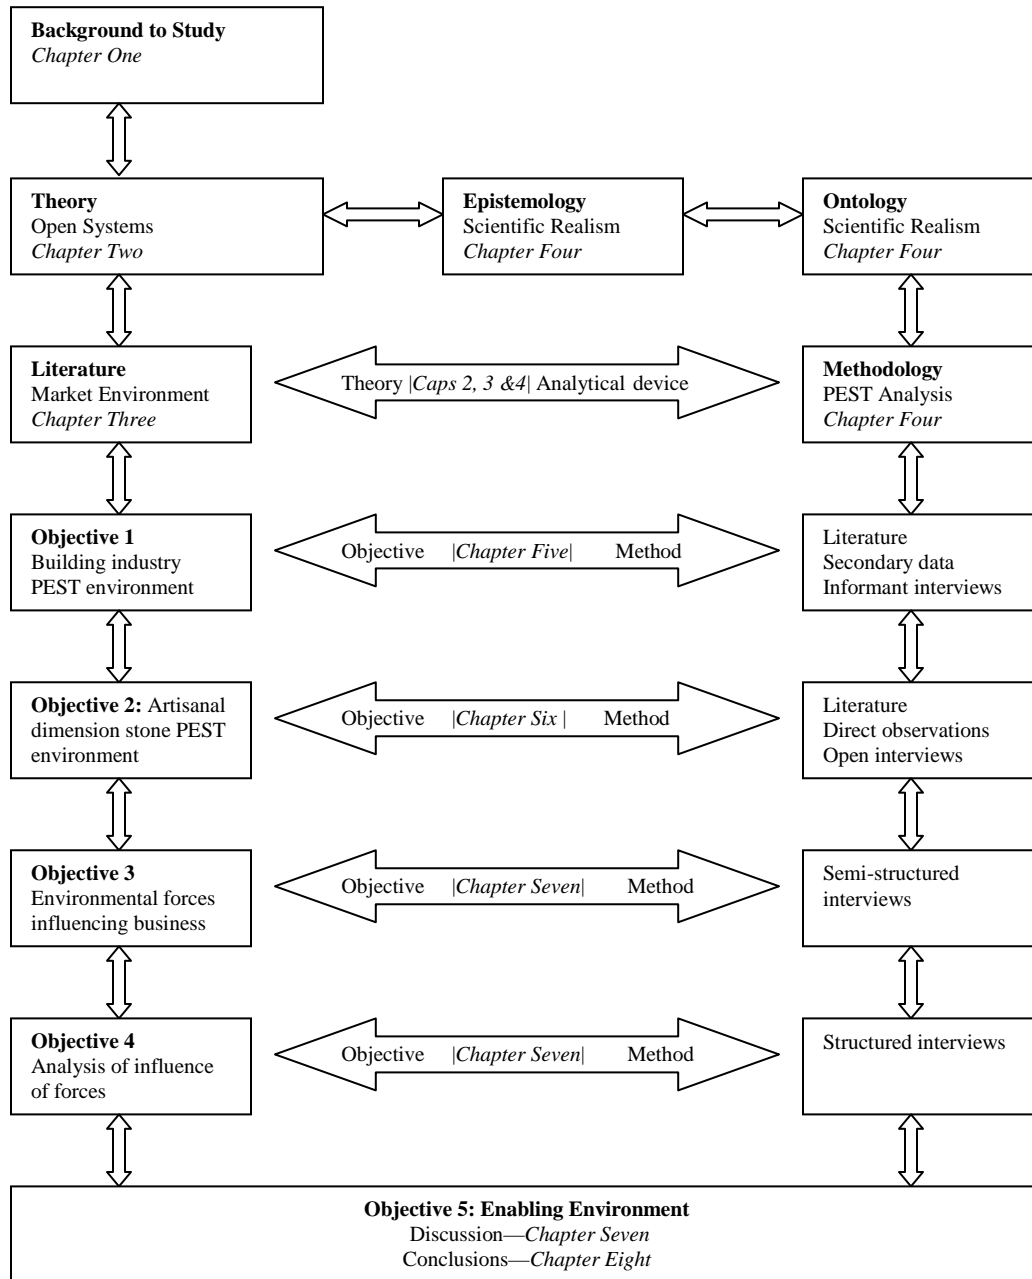 Background to Study
Chapter One
Theory
Open Systems
Chapter Two
Epistemology
Scientific Realism
Chapter Four
Ontology
Scientific Realism
Chapter Four
Literature
Market Environment
Chapter Three
Theory |Caps 2, 3 &4| Analytical device
Methodology
PEST Analysis
Chapter Four
Objective 1
Building industry
PEST environment
Objective |Chapter Five| Method
Literature
Secondary data
Informant interviews
Objective 2: Artisanal
dimension stone PEST
environment
Objective |Chapter Six | Method
Literature
Direct observations
Open interviews
Objective 3
Environmental forces
influencing business
Objective |Chapter Seven| Method
Semi-structured
interviews
Objective 4
Analysis of influence
of forces
Objective |Chapter Seven| Method
Structured interviews
Objective 5: Enabling Environment
Discussion—Chapter Seven
Conclusions—Chapter Eight